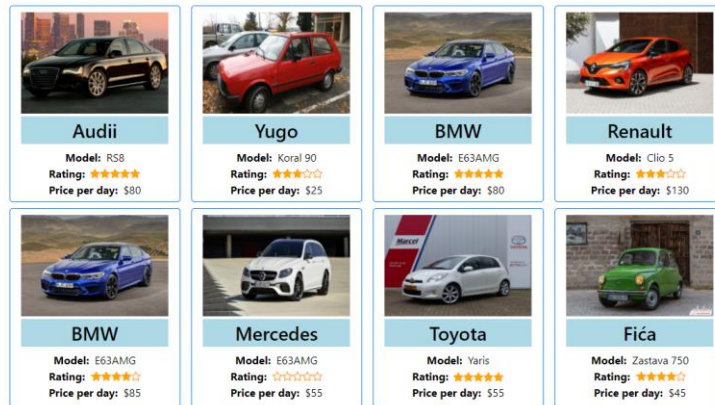 Audii
Model: RS8
Rating:
Price per day: $80
Yugo
Model: Koral 90
Rating:
Price per day: $25
BMW
Model: E63AMG
Rating:
Price per day: $80
Renault
Model: Clio 5
Rating:
Price per day: $130
BMW
Model: E63AMG
Rating:
Price per day: $85
Mercedes
Model: E63AMG
Rating:
Price per day: $55
Marcel
TOYOTA
Toyota
Model: Yaris
Rating:
Price per day: $55
Fića
Model: Zastava 750
Rating:
Price per day: $45